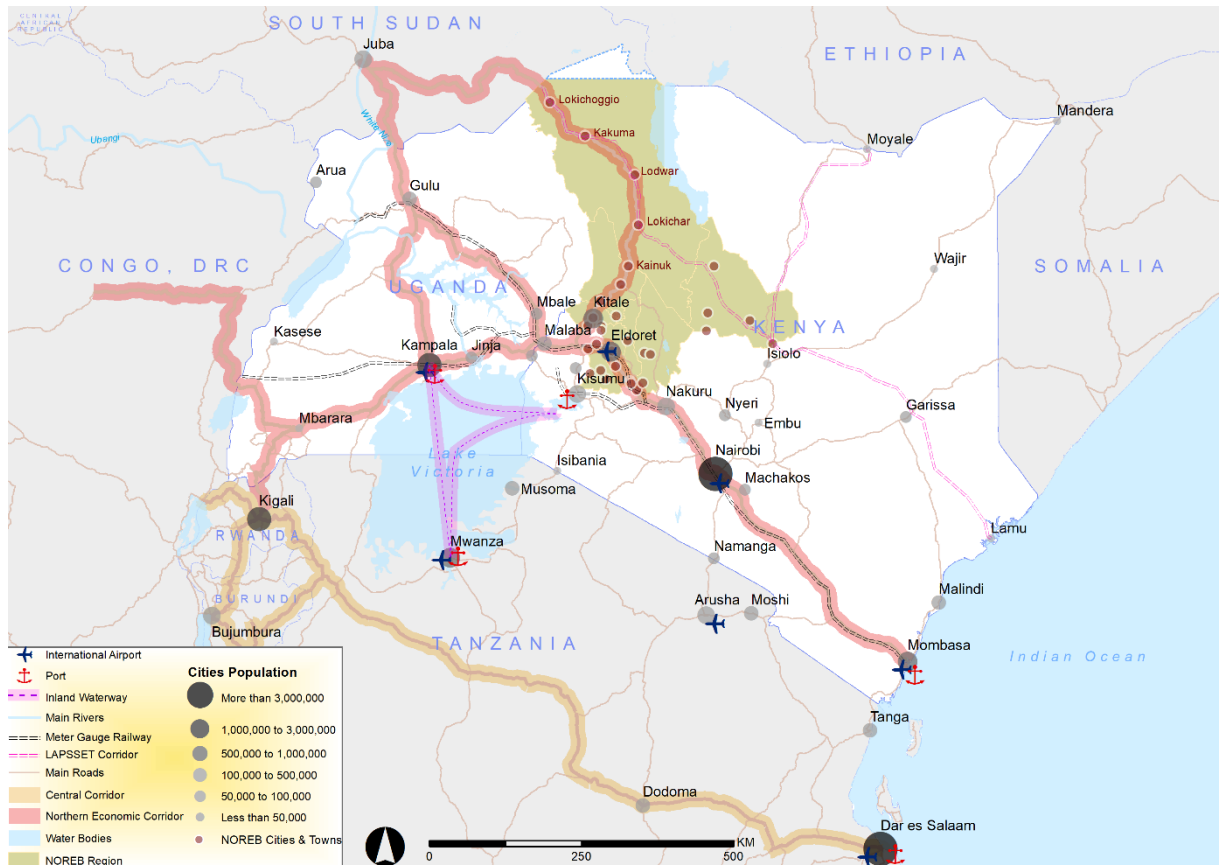 CENTRAL
AFRICAN
REPUBLIC
SOUTH SUDAN
Juba
ETHIOPIA
Lokichoggio
Mandera
White Nile
Kakuma
Ubangi
Moyale
Arua
Lodwar
Gulu
Lokichar
CONGO, DRC
Kainuk
Wajir
SOMALIA
UGANDA
Mbale
Kitale
KENYA
Kasese
Malaba
Eldoret
Kampala
Jinja
Isiolo
Kisumu
Nakuru
Nyeri
Garissa
Mbarara
Embu
Lake
Victoria
Isibania
Nairobi
Machakos
Musoma
Kigali
RWANDA
Lamu
Mwanza
Namanga
BURUNDI
Arusha
Moshi
Malindi
Bujumbura
TANZANIA
Mombasa
Indian Ocean
Tanga
Dodoma
Dar es Salaam
International Airport
Port
Inland Waterway
Main Rivers
Meter Gauge Railway
LAPSSET Corridor
Main Roads
Central Corridor
Northern Economic Corridor
Water Bodies
NOREB Region
Cities Population
More than 3,000,000
1,000,000 to 3,000,000
500,000 to 1,000,000
100,000 to 500,000
50,000 to 100,000
Less than 50,000
NOREB Cities & Towns
KM
0
250
500